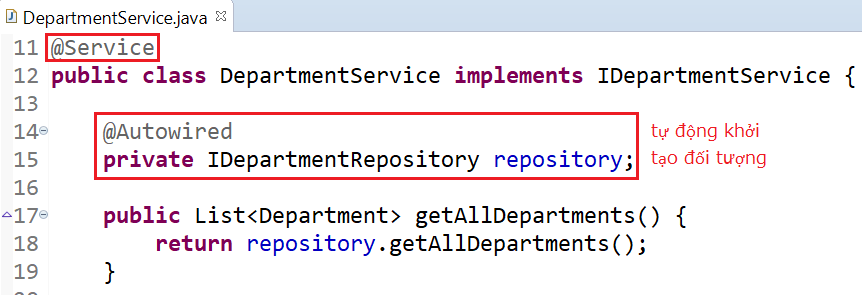 DepartmentService.java
11 @Service
12 public class DepartmentService implements IDepartmentService {
13
14 @Autowired
tự động khởi
15 private IDepartmentRepository repository;
tạo đối tượng
16
17 public List<Department> getAllDepartments() {
18 return repository.getAllDepartments();
19 }